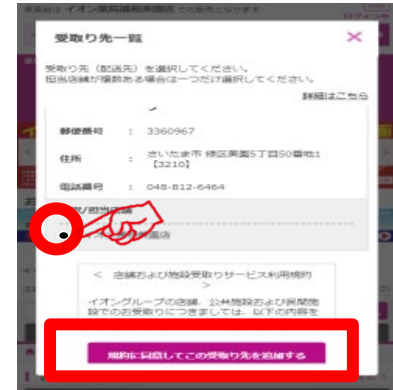 受取り先一覧
×
受取り先（配送先）を選択してください。
担当店舗が複数ある場合は一つだけ選択してください。
詳細はこちら
郵便番号 ： 3360967
住所 ： さいたま市 緑区美園5丁目50番地1
【3210】
電話番号 ： 048-812-6464
/担当店舗
美園店
＜ 店舗および施設受取りサービス利用規約
＞
イオングループの店舗、公共施設および民間施
設でのお受取りにつきましては、以下の内容を
規約に同意してこの受取り先を追加する